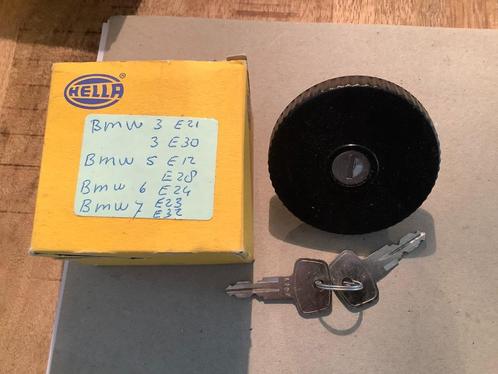 HELLA
BMW 3 E21
3 E30
BMW 5 E12
E28
BMW 6 E24
BMW 7 E23
E32